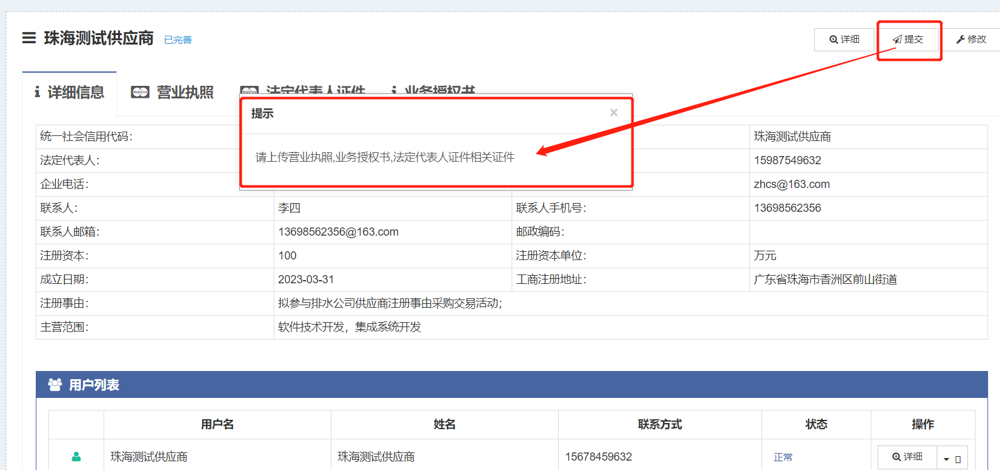 珠海测试供应商 已完善
详细 提交 修改
详细信息 营业执照 法定代表人证件 业务授权书
提示 ×
请上传营业执照,业务授权书,法定代表人证件相关证件
统一社会信用代码: 珠海测试供应商
法定代表人: 15987549632
企业电话: zhcs@163.com
联系人: 李四 联系人手机号: 13698562356
联系人邮箱: 13698562356@163.com 邮政编码:
注册资本: 100 注册资本单位: 万元
成立日期: 2023-03-31 工商注册地址: 广东省珠海市香洲区前山街道
注册事由: 拟参与排水公司供应商注册事由采购交易活动;
主营范围: 软件技术开发，集成系统开发
用户列表
用户名 姓名 联系方式 状态 操作
珠海测试供应商 珠海测试供应商 15678459632 正常 详细